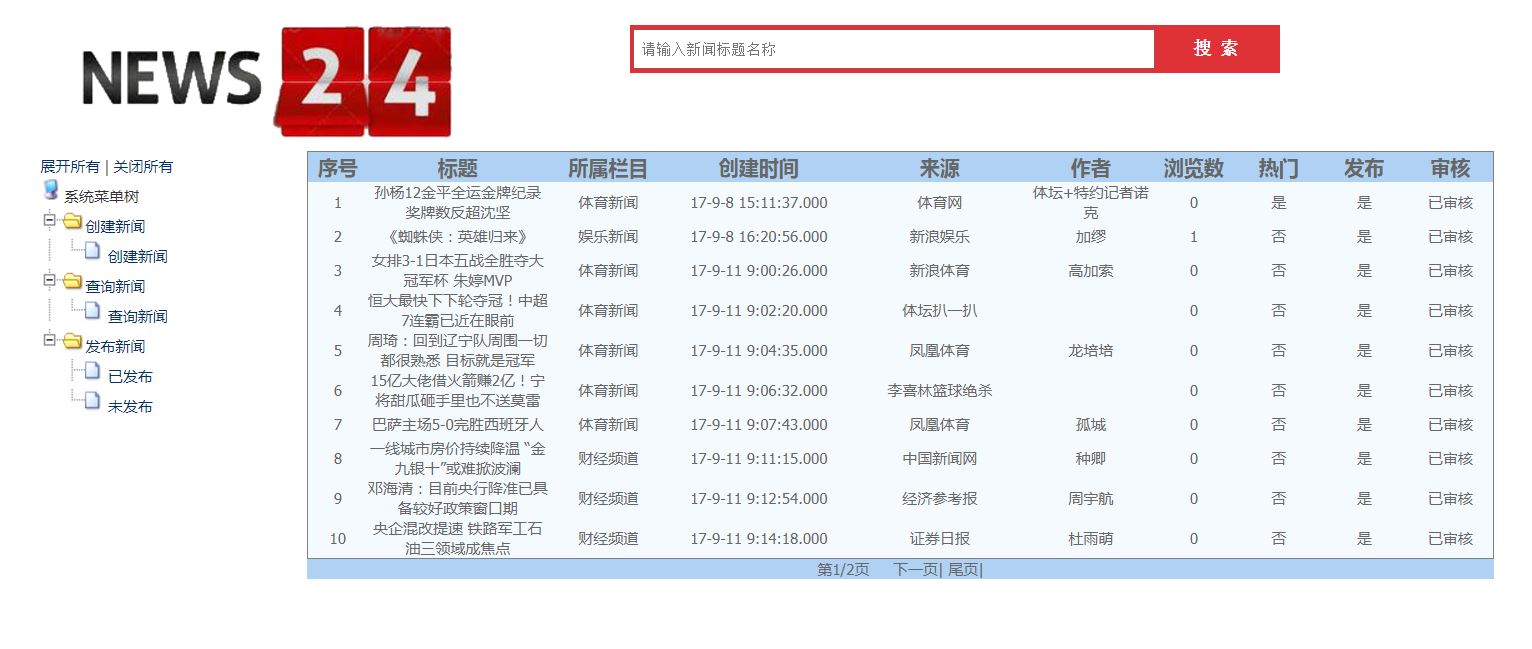 NEWS 24
请输入新闻标题名称
搜 索
展开所有 | 关闭所有
系统菜单树
创建新闻
创建新闻
查询新闻
查询新闻
发布新闻
已发布
未发布
序号 标题 所属栏目 创建时间 来源 作者 浏览数 热门 发布 审核
1 孙杨12金平全运金牌纪录 体育新闻 17-9-8 15:11:37.000 体育网 体坛+特约记者诺 0 是 是 已审核
奖牌数反超沈坚 克
2 《蜘蛛侠：英雄归来》 娱乐新闻 17-9-8 16:20:56.000 新浪娱乐 加缪 1 否 是 已审核
3 女排3-1日本五战全胜夺大 体育新闻 17-9-11 9:00:26.000 新浪体育 高加索 0 否 是 已审核
冠军杯 朱婷MVP
4 恒大最快下下轮夺冠！中超 体育新闻 17-9-11 9:02:20.000 体坛扒一扒 0 否 是 已审核
7连霸已近在眼前
5 周琦：回到辽宁队周围一切 体育新闻 17-9-11 9:04:35.000 凤凰体育 龙培培 0 否 是 已审核
都很熟悉 目标就是冠军
6 15亿大佬借火箭赚2亿！宁 体育新闻 17-9-11 9:06:32.000 李喜林篮球绝杀 0 否 是 已审核
将甜瓜砸手里也不送莫雷
7 巴萨主场5-0完胜西班牙人 体育新闻 17-9-11 9:07:43.000 凤凰体育 孤城 0 否 是 已审核
8 一线城市房价持续降温 “金 财经频道 17-9-11 9:11:15.000 中国新闻网 种卿 0 否 是 已审核
九银十”或难掀波澜
9 邓海清：目前央行降准已具 财经频道 17-9-11 9:12:54.000 经济参考报 周宇航 0 否 是 已审核
备较好政策窗口期
10 央企混改提速 铁路军工石 财经频道 17-9-11 9:14:18.000 证券日报 杜雨萌 0 否 是 已审核
油三领域成焦点
第1/2页 下一页| 尾页|